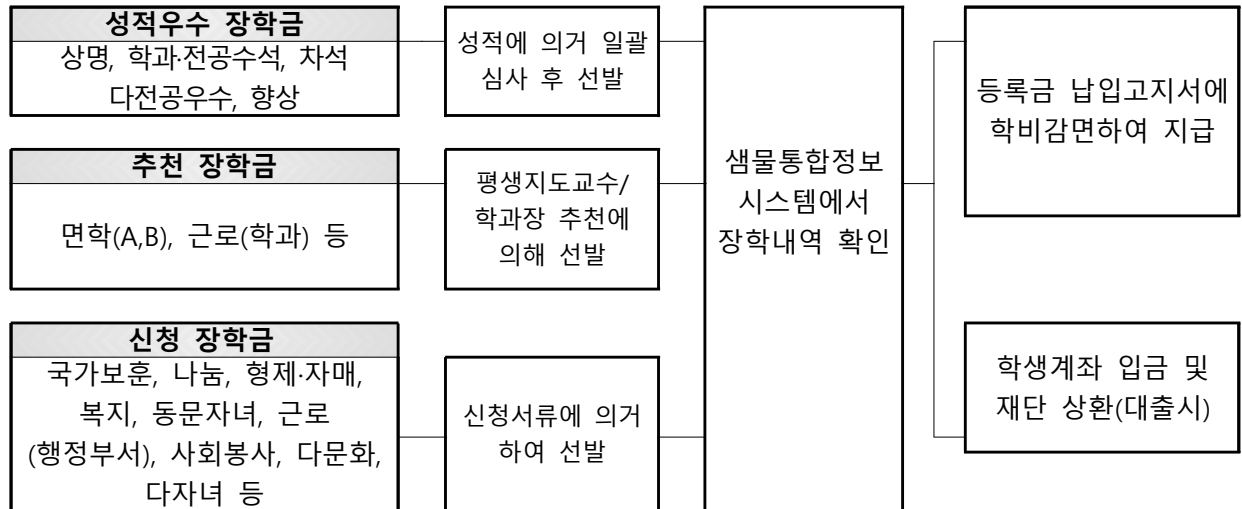 성적우수 장학금
상명, 학과·전공수석, 차석
다전공우수, 향상
성적에 의거 일괄
심사 후 선발
추천 장학금
면학(A,B), 근로(학과) 등
평생지도교수/
학과장 추천에
의해 선발
신청 장학금
국가보훈, 나눔, 형제·자매,
복지, 동문자녀, 근로
(행정부서), 사회봉사, 다문화,
다자녀 등
신청서류에 의거
하여 선발
샘물통합정보
시스템에서
장학내역 확인
등록금 납입고지서에
학비감면하여 지급
학생계좌 입금 및
재단 상환(대출시)